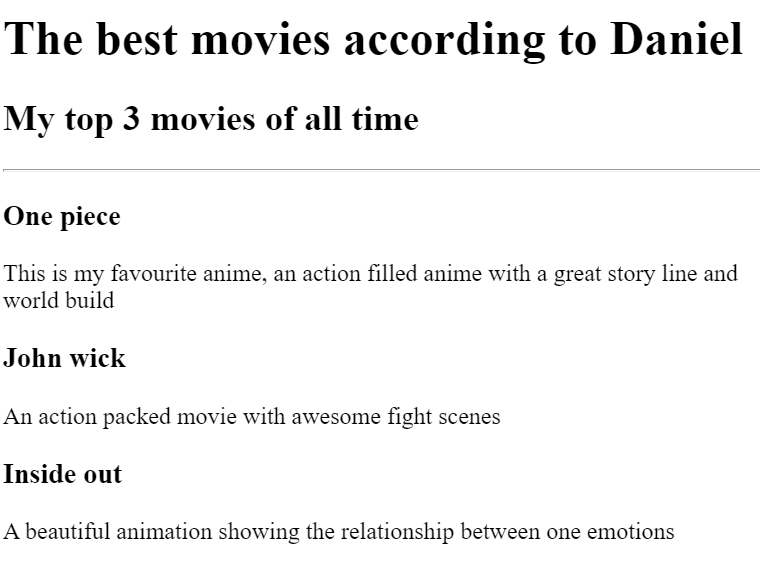 The best movies according to Daniel
My top 3 movies of all time
One piece
This is my favourite anime, an action filled anime with a great story line and
world build
John wick
An action packed movie with awesome fight scenes
Inside out
A beautiful animation showing the relationship between one emotions